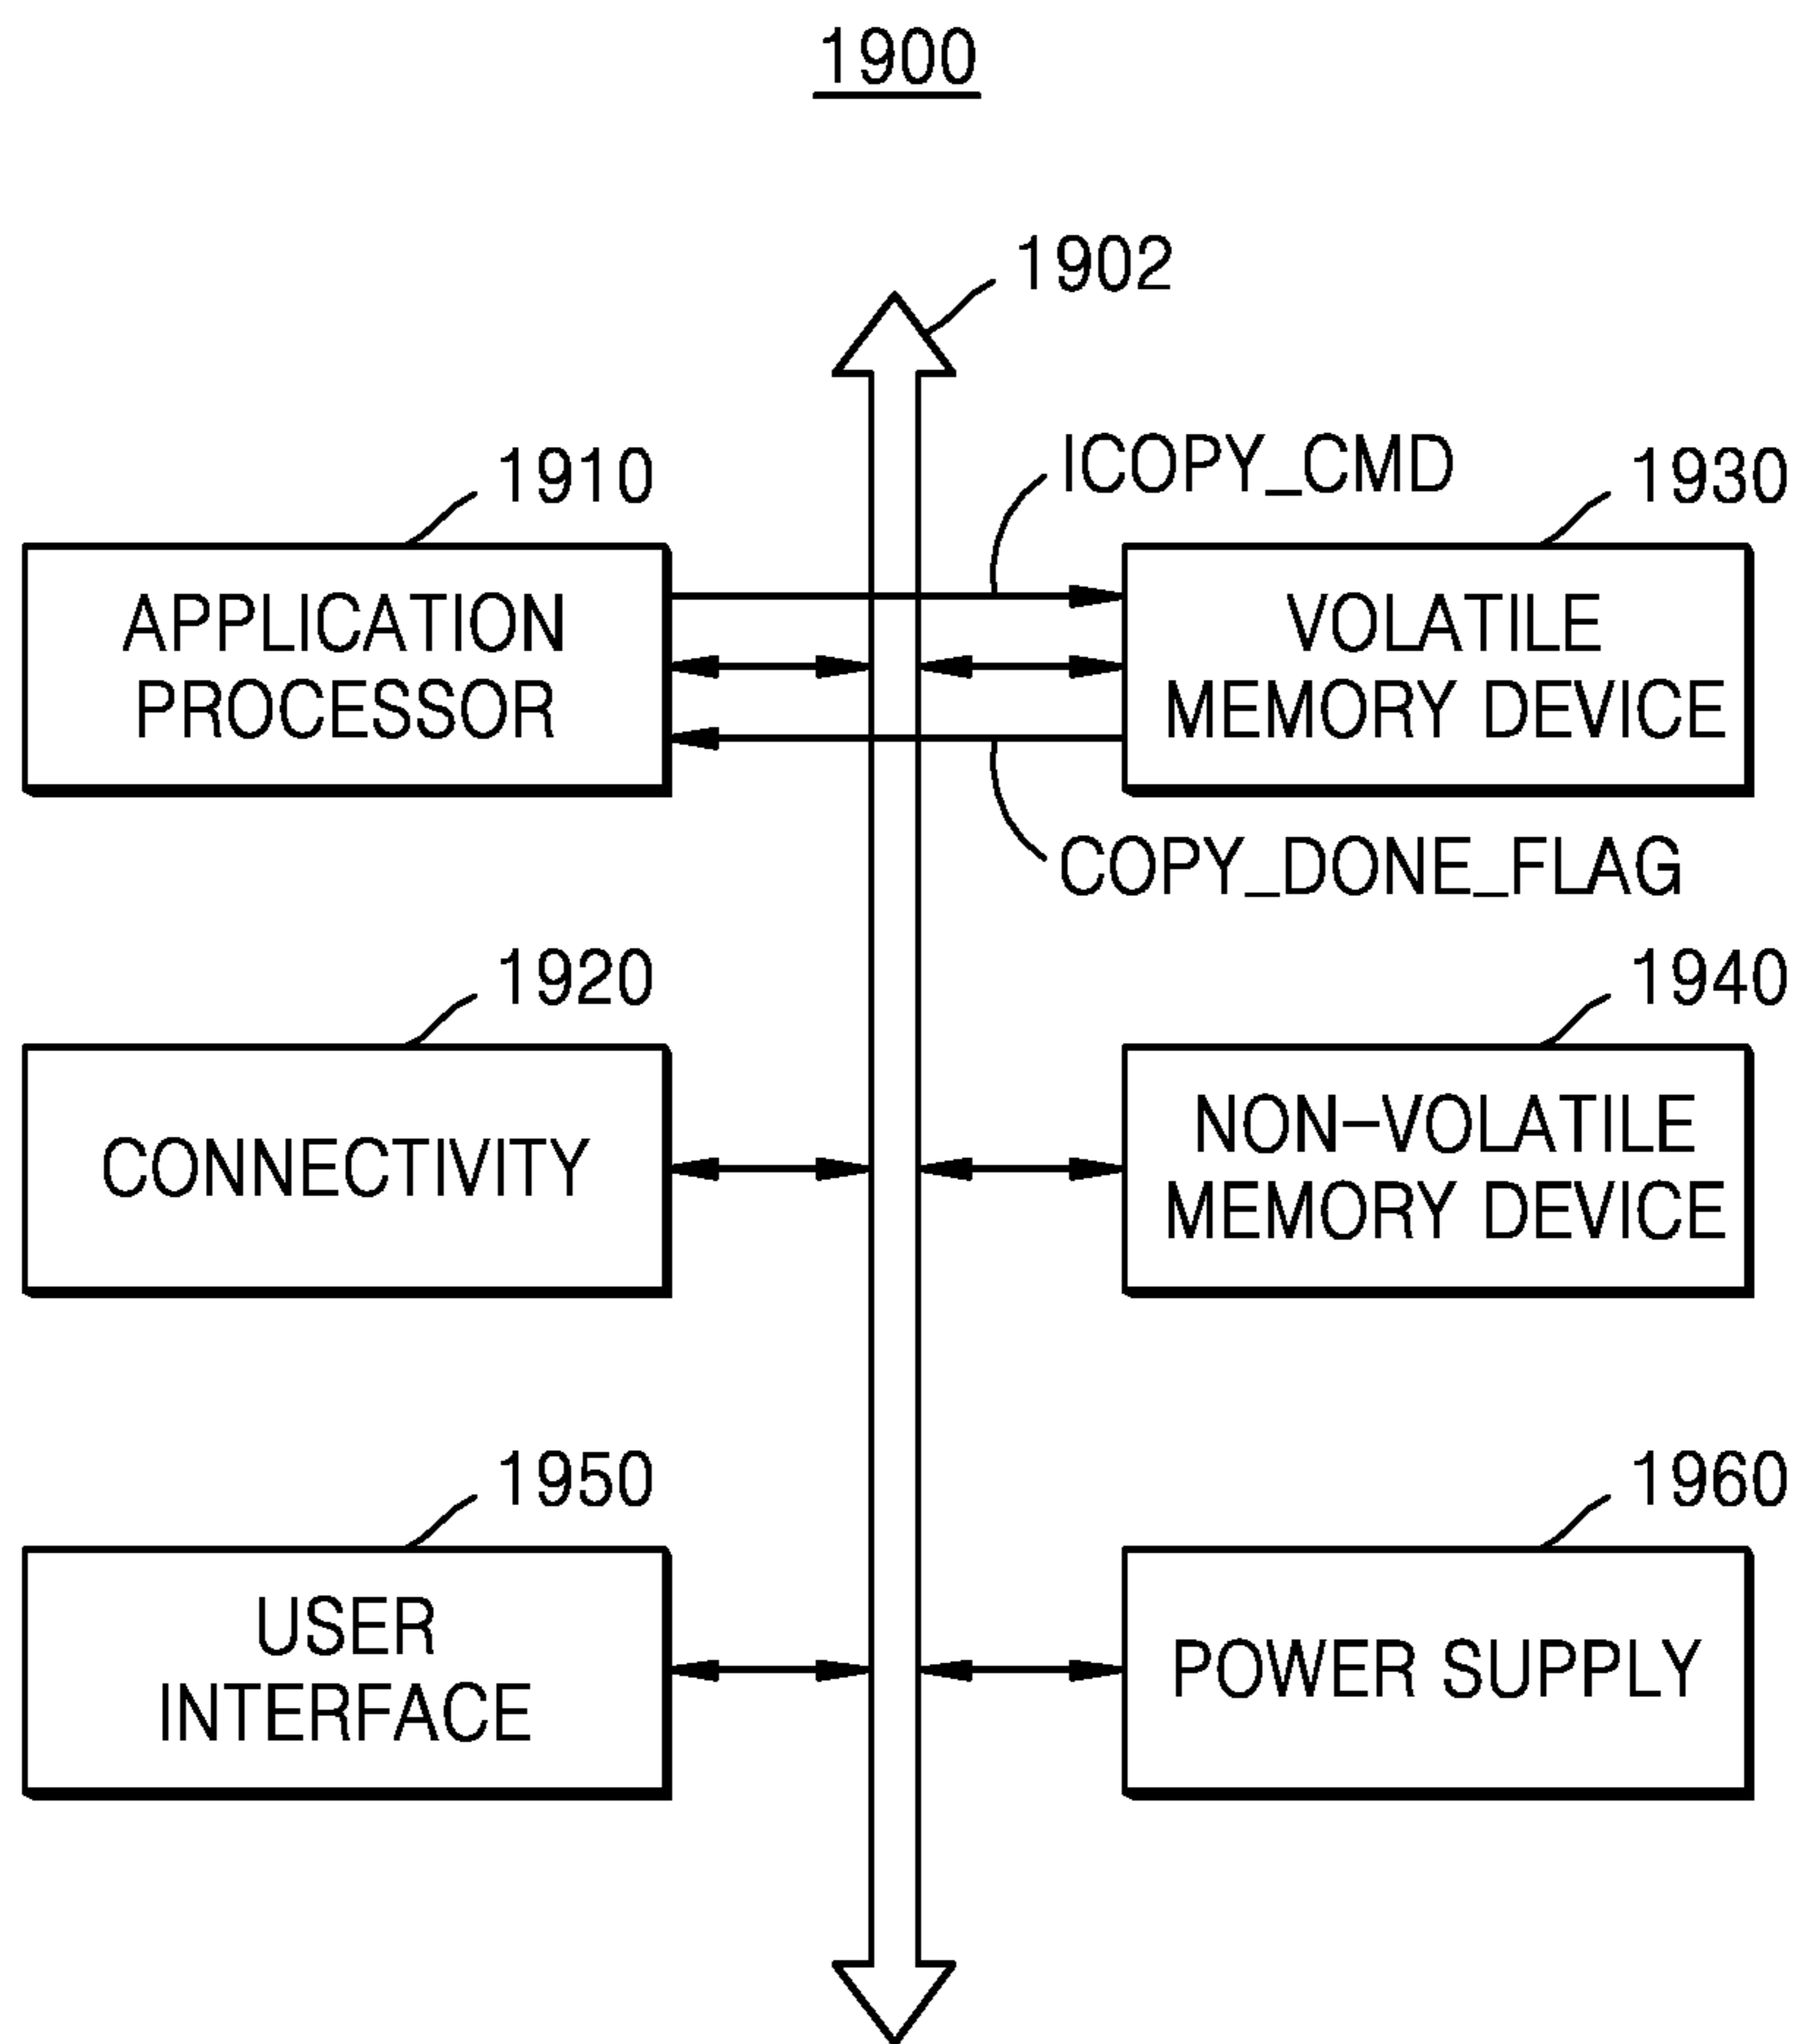 1900
1902
ICOPY_CMD
1910
1930
APPLICATION
PROCESSOR
VOLATILE
MEMORY DEVICE
COPY_DONE_FLAG
1920
1940
CONNECTIVITY
NON-VOLATILE
MEMORY DEVICE
1950
1960
USER
INTERFACE
POWER SUPPLY